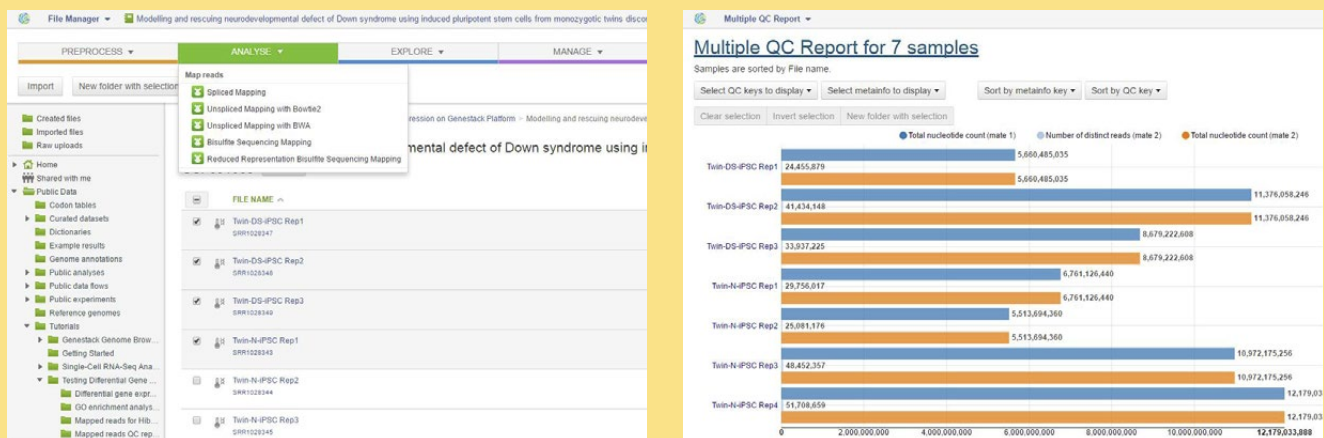 File Manager ▾ Modelling and rescuing neurodevelopmental defect of Down syndrome using induced pluripotent stem cells from monozygotic twins discor
PREPROCESS ▾ ANALYSE ▾ EXPLORE ▾ MANAGE ▾
Import New folder with selection
Map reads
Spliced Mapping
Unspliced Mapping with Bowtie2
Unspliced Mapping with BWA
Bisulfite Sequencing Mapping
Reduced Representation Bisulfite Sequencing Mapping
ression on Genestack Platform > Modelling and rescuing neurodeve
mental defect of Down syndrome using i
Created files
Imported files
Raw uploads
Home
Shared with me
Public Data
Codon tables
Curated datasets
Dictionaries
Example results
Genome annotations
Public analyses
Public data flows
Public experiments
Reference genomes
Tutorials
Genestack Genome Brow...
Getting Started
Single-Cell RNA-Seq Ana...
Testing Differential Gene ...
Differential gene expr...
GO enrichment analys...
Mapped reads for Hib...
Mapped reads QC rep...
FILE NAME
Twin-DS-iPSC Rep1
SRR1028347
Twin-DS-iPSC Rep2
SRR1028348
Twin-DS-iPSC Rep3
SRR1028349
Twin-N-iPSC Rep1
SRR1028343
Twin-N-iPSC Rep2
SRR1028344
Twin-N-iPSC Rep3
SRR1028345
Multiple QC Report ▾
Multiple QC Report for 7 samples
Samples are sorted by File name.
Select QC keys to display ▾ Select metainfo to display ▾ Sort by metainfo key ▾ Sort by QC key ▾
Clear selection Invert selection New folder with selection
Total nucleotide count (mate 1) Number of distinct reads (mate 2) Total nucleotide count (mate 2)
5,660,485,035
Twin-DS-iPSC Rep1 24,455,879
5,660,485,035
11,376,058,246
Twin-DS-iPSC Rep2 41,434,148
11,376,058,246
8,679,222,608
Twin-DS-iPSC Rep3 33,937,225
8,679,222,608
6,761,126,440
Twin-N-iPSC Rep1 29,756,017
6,761,126,440
5,513,694,360
Twin-N-iPSC Rep2 25,081,176
5,513,694,360
10,972,175,256
Twin-N-iPSC Rep3 48,452,357
10,972,175,256
12,179,03
Twin-N-iPSC Rep4 51,708,659
12,179,03
0 2,000,000,000 4,000,000,000 6,000,000,000 8,000,000,000 10,000,000,000 12,179,033,888